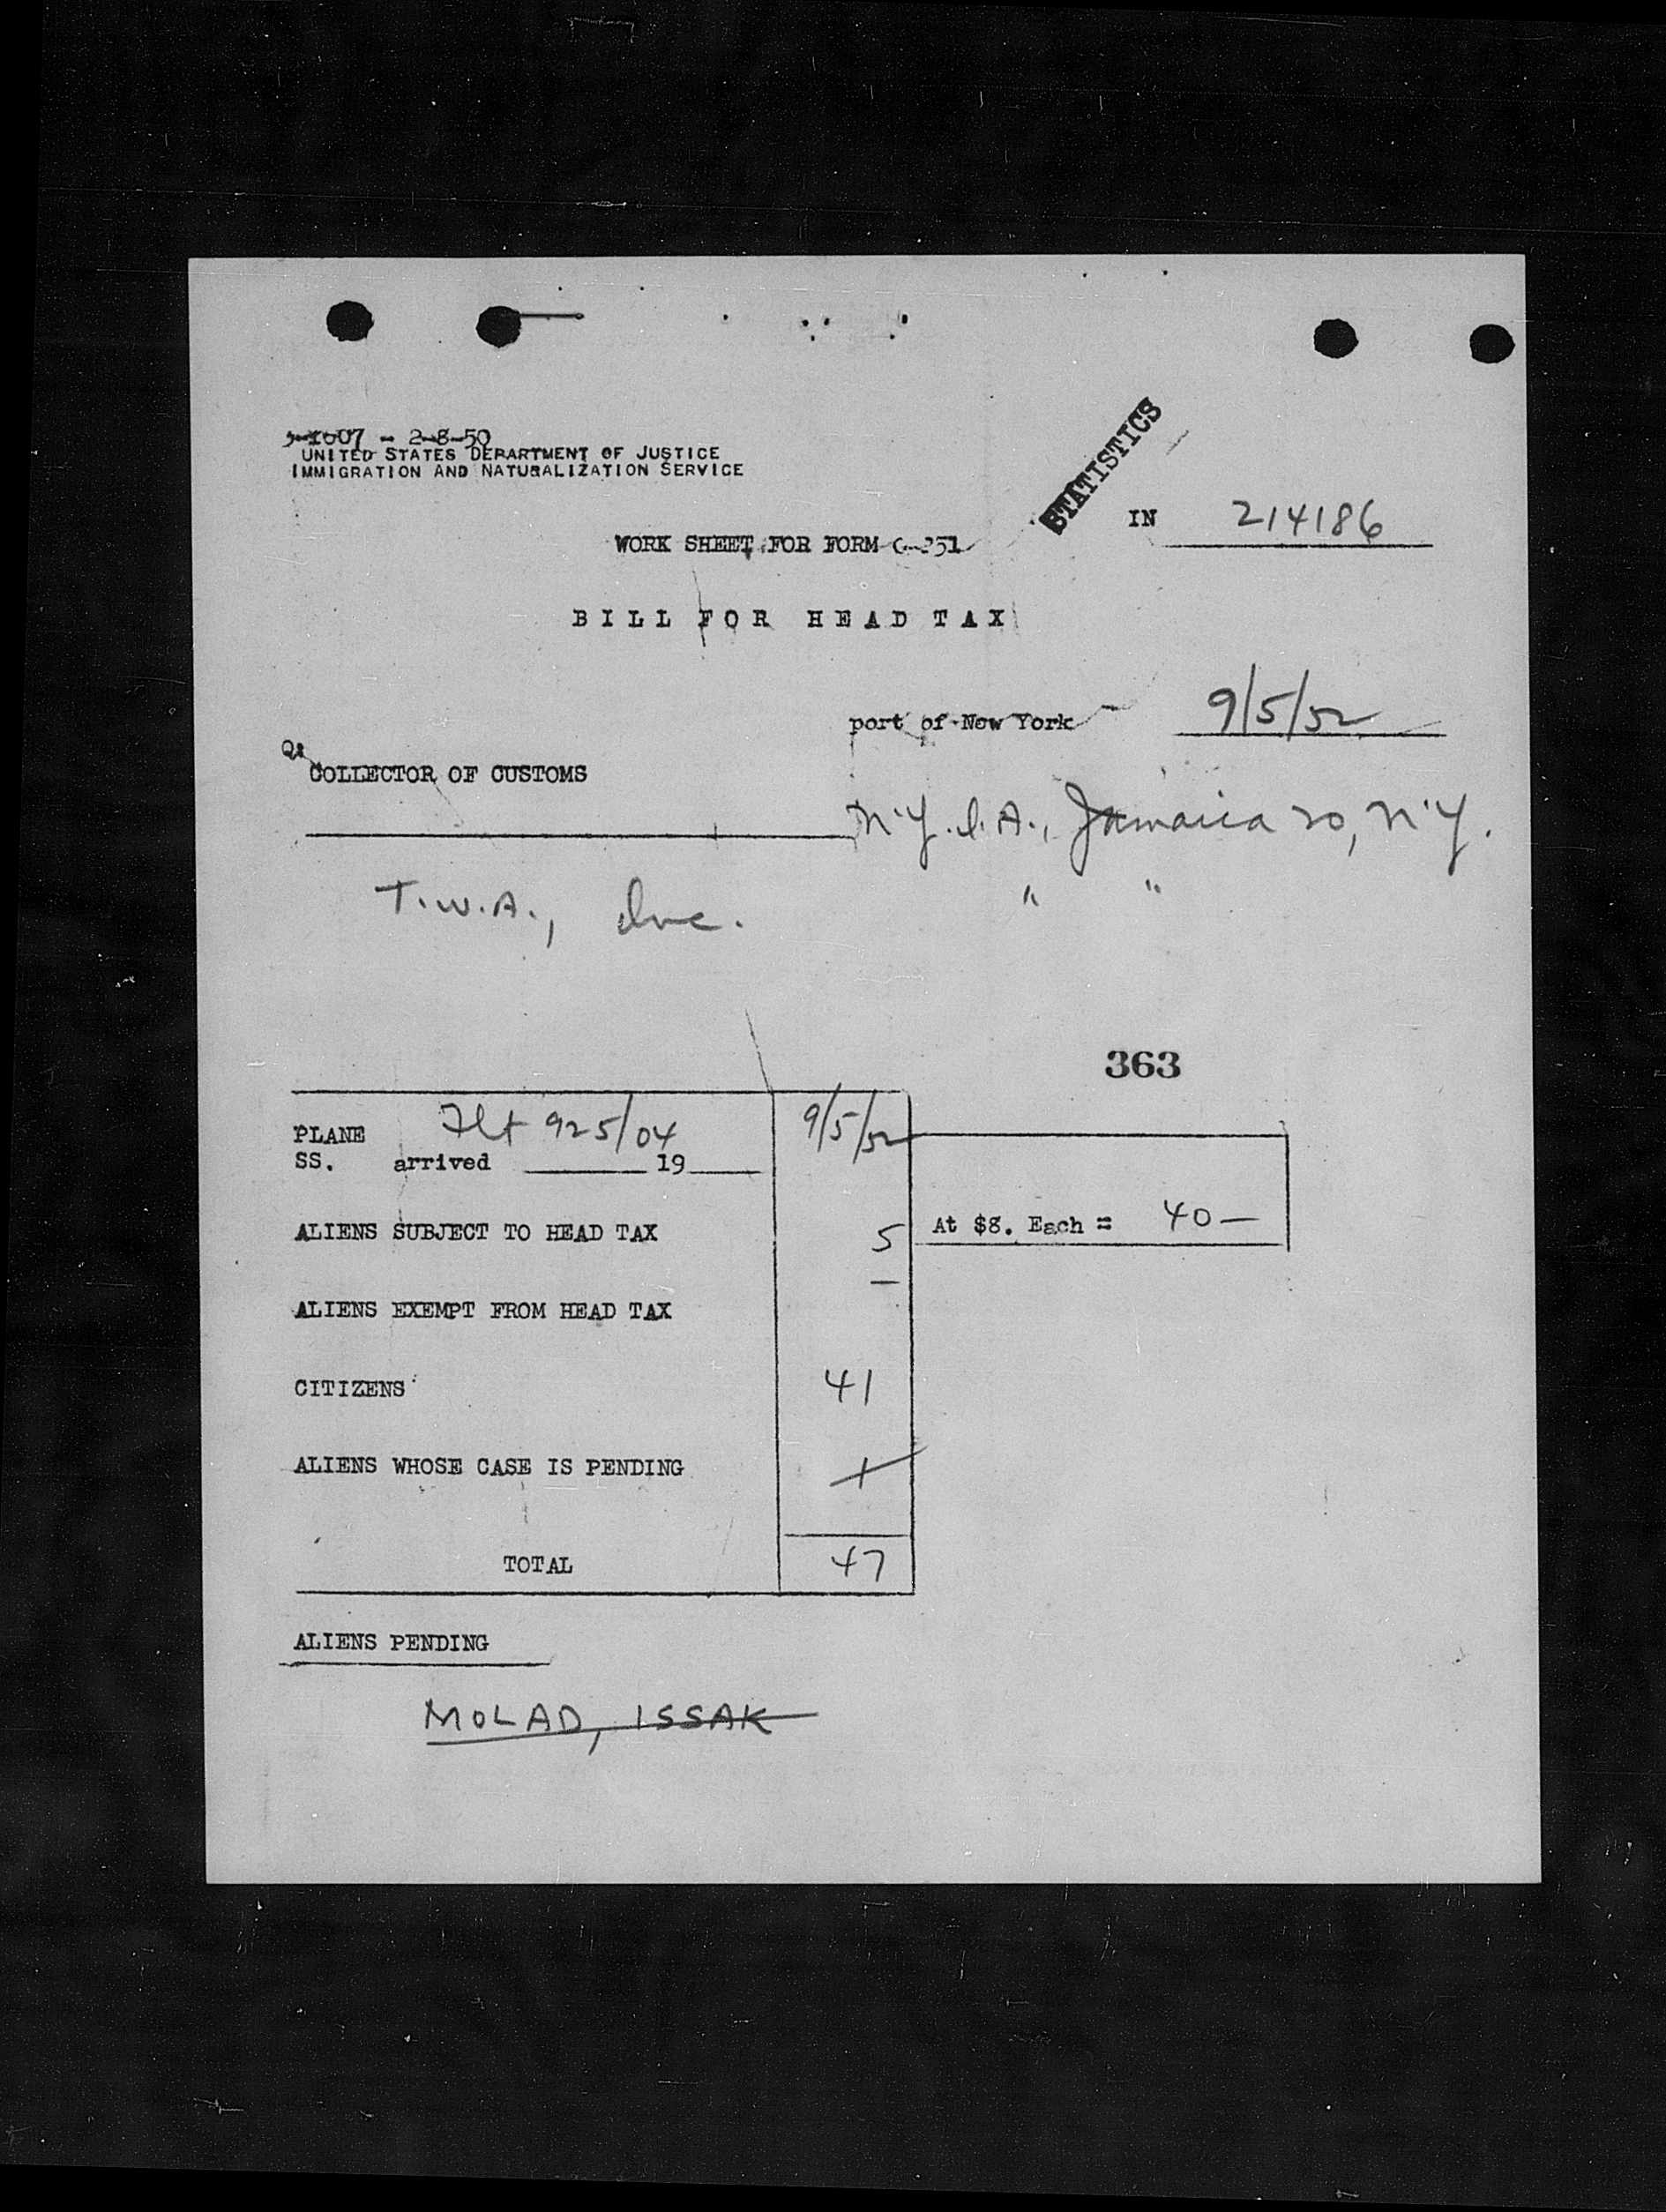 1607 - 2-8-50
UNITED STATES DEPARTMENT OF JUSTICE
IMMIGRATION AND NATURALIZATION SERVICE
STATISTICS
IN 214186
WORK SHEET FOR FORM
BILL FOR HEAD TAX
port of New York 9/5/52
COLLECTOR OF CUSTOMS
N.Y.I.A., Jamaica 20, N.Y.
T.W.A., Inc. " "
363
PLANE Flt 925/04 9/5/52
SS. arrived 19
ALIENS SUBJECT TO HEAD TAX 5 At $8. Each = 40 —
ALIENS EXEMPT FROM HEAD TAX —
CITIZENS 41
ALIENS WHOSE CASE IS PENDING 1
TOTAL 47
ALIENS PENDING
MOLAD, ISSAK